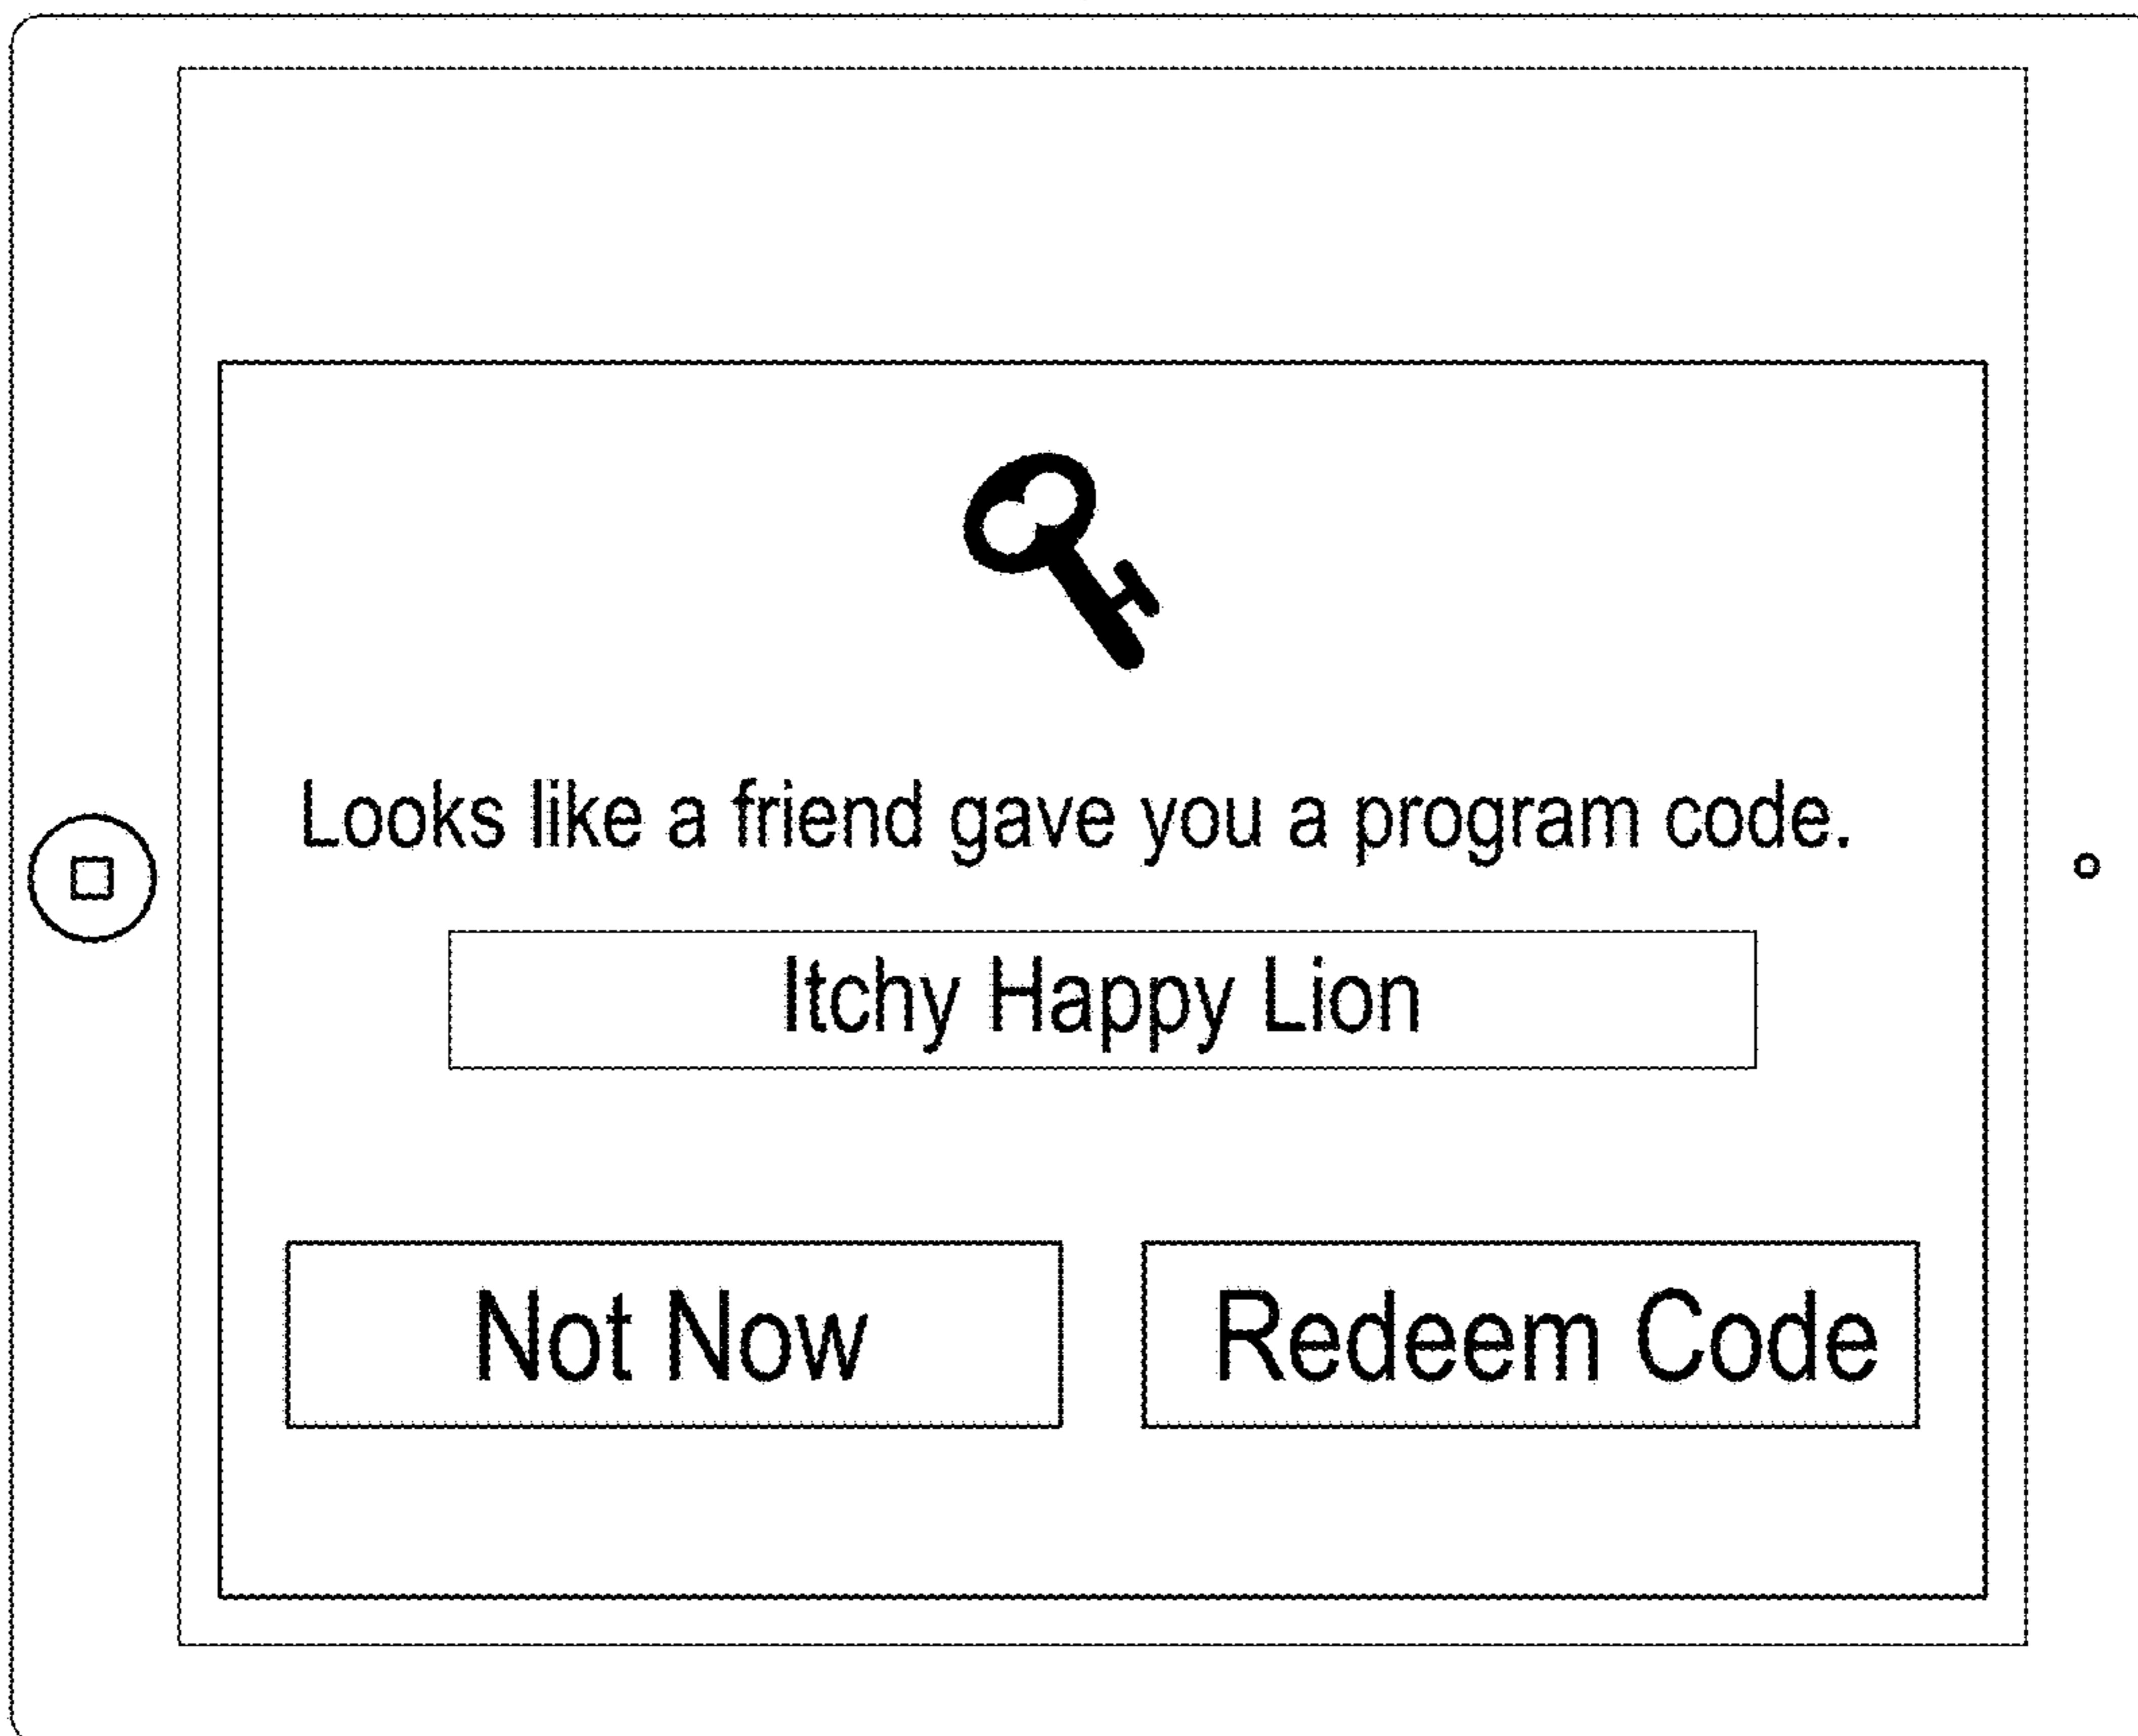 Looks like a friend gave you a program code.
Itchy Happy Lion
Not Now
Redeem Code